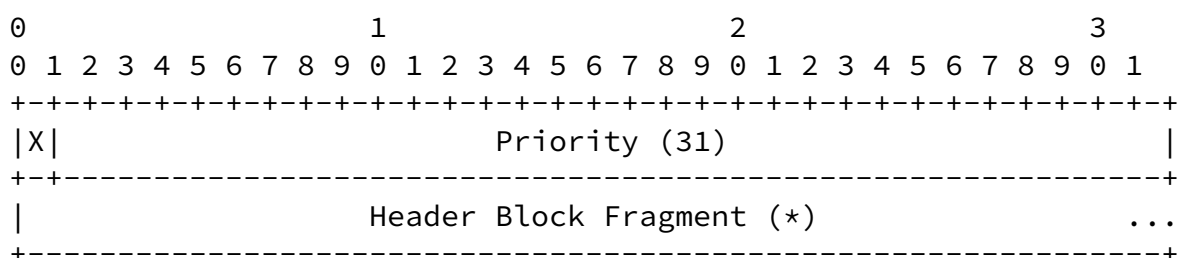 0                   1                   2                   3
0 1 2 3 4 5 6 7 8 9 0 1 2 3 4 5 6 7 8 9 0 1 2 3 4 5 6 7 8 9 0 1
+-+-+-+-+-+-+-+-+-+-+-+-+-+-+-+-+-+-+-+-+-+-+-+-+-+-+-+-+-+-+-+-+
|X|                        Priority (31)                        |
+-+-------------------------------------------------------------+
|                   Header Block Fragment (*)                 ...
+---------------------------------------------------------------+